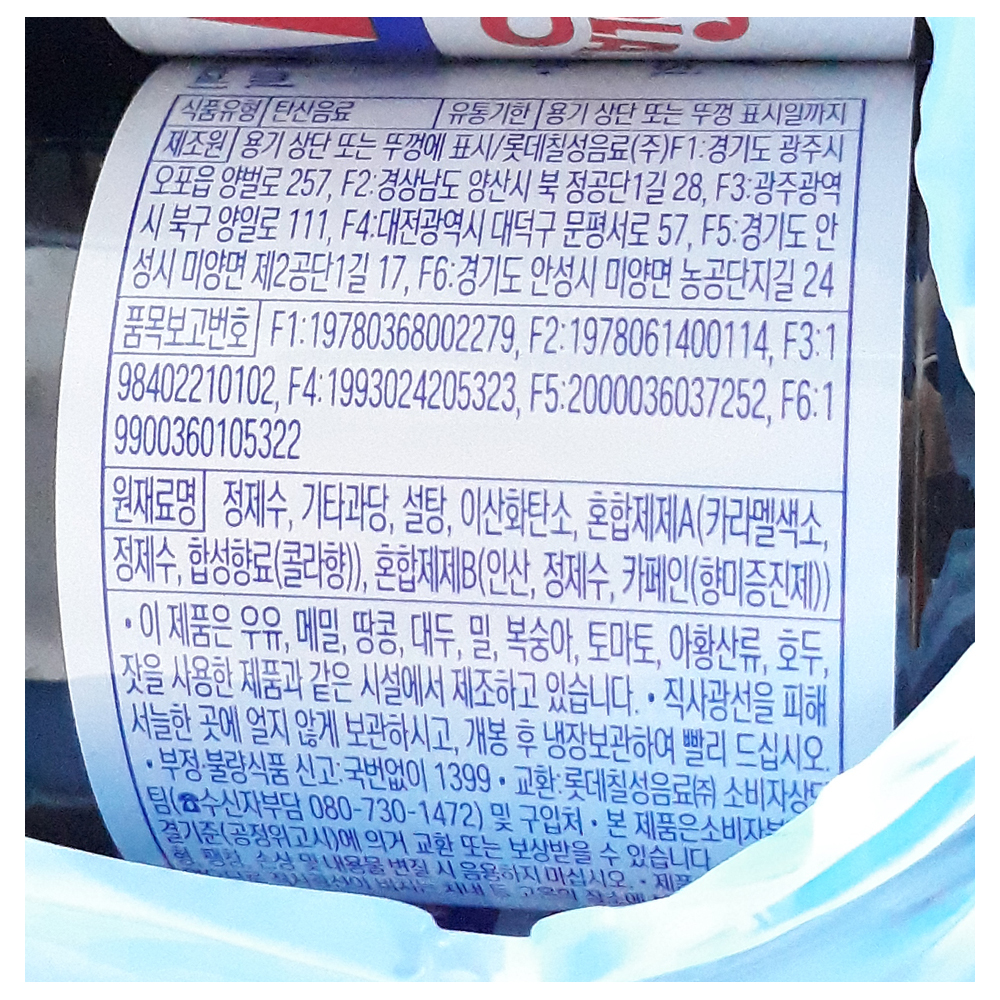 식품유형 탄산음료 유통기한 용기 상단 또는 뚜껑 표시일까지
제조원 용기 상단 또는 뚜껑에 표시/롯데칠성음료(주)F1:경기도 광주시
오포읍 양벌로 257, F2:경상남도 양산시 북 정공단1길 28, F3:광주광역
시 북구 양일로 111, F4:대전광역시 대덕구 문평서로 57, F5:경기도 안
성시 미양면 제2공단1길 17, F6:경기도 안성시 미양면 농공단지길 24
품목보고번호 F1:19780368002279, F2:1978061400114, F3:1
98402210102, F4:1993024205323, F5:2000036037252, F6:1
9900360105322
원재료명 정제수, 기타과당, 설탕, 이산화탄소, 혼합제제A(카라멜색소,
정제수, 합성향료(콜라향)), 혼합제제B(인산, 정제수, 카페인(향미증진제))
• 이 제품은 우유, 메밀, 땅콩, 대두, 밀, 복숭아, 토마토, 아황산류, 호두,
잣을 사용한 제품과 같은 시설에서 제조하고 있습니다. • 직사광선을 피해
서늘한 곳에 얼지 않게 보관하시고, 개봉 후 냉장보관하여 빨리 드십시오.
• 부정·불량식품 신고:국번없이 1399 • 교환:롯데칠성음료㈜ 소비자상담
팀(☎수신자부담 080-730-1472) 및 구입처 • 본 제품은소비자
결기준(공정위고시)에 의거 교환 또는 보상받을 수 있습니다
손상 및 내용물 변질 시 음용하지 마십시오. •